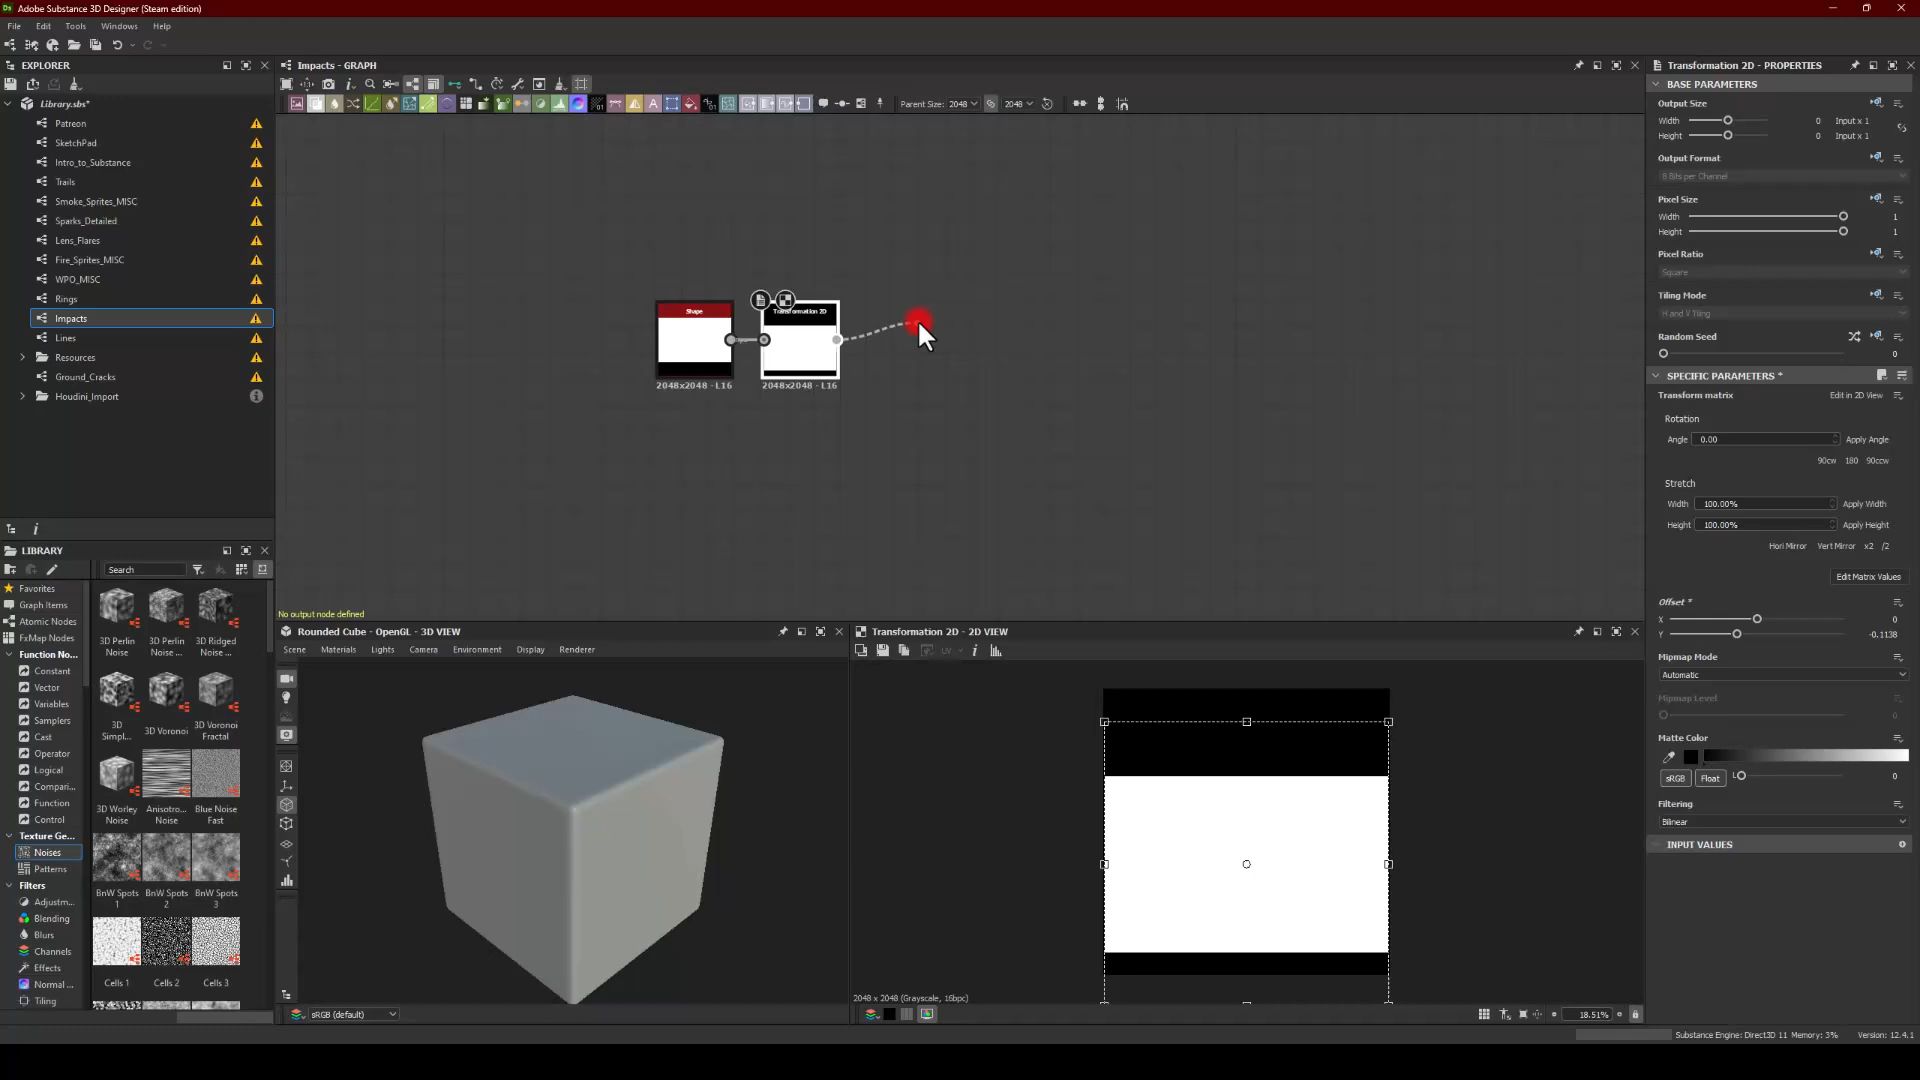 Adobe Substance 3D Designer (Steam edition)
File Edit Tools Windows Help
EXPLORER
Library.sbs*
Patreon
SketchPad
Intro_to_Substance
Trails
Smoke_Sprites_MISC
Sparks_Detailed
Lens_Flares
Fire_Sprites_MISC
WPO_MISC
Rings
Impacts
Lines
Resources
Ground_Cracks
Houdini_Import
LIBRARY
Search
Favorites
Graph Items
Atomic Nodes
FxMap Nodes
Function No...
Constant
Vector
Variables
Samplers
Cast
Operator
Logical
Compari...
Function
Control
Texture Ge...
Noises
Patterns
Filters
Adjustm...
Blending
Blurs
Channels
Effects
Normal ...
Tiling
3D Perlin Noise
3D Perlin Noise ...
3D Ridged Noise ...
3D Simpl...
3D Voronoi
3D Voronoi Fractal
3D Worley Noise
Anisotro... Noise
Blue Noise Fast
BnW Spots 1
BnW Spots 2
BnW Spots 3
Cells 1
Cells 2
Cells 3
Impacts - GRAPH
Parent Size: 2048 2048
Shape
2048x2048 - L16
Transformation 2D
2048x2048 - L16
No output node defined
Rounded Cube - OpenGL - 3D VIEW
Scene Materials Lights Camera Environment Display Renderer
sRGB (default)
Transformation 2D - 2D VIEW
UV
2048 x 2048 (Grayscale, 16bpc)
18.51%
Transformation 2D - PROPERTIES
BASE PARAMETERS
Output Size
Width 0 Input x 1
Height 0 Input x 1
Output Format
8 Bits per Channel
Pixel Size
Width 1
Height 1
Pixel Ratio
Square
Tiling Mode
H and V Tiling
Random Seed
0
SPECIFIC PARAMETERS *
Transform matrix Edit in 2D View
Rotation
Angle 0.00 Apply Angle
90cw 180 90ccw
Stretch
Width 100.00% Apply Width
Height 100.00% Apply Height
Hori Mirror Vert Mirror x2 /2
Edit Matrix Values
Offset *
X 0
Y -0.1138
Mipmap Mode
Automatic
Mipmap Level
0
Matte Color
sRGB Float L 0
Filtering
Bilinear
INPUT VALUES
Substance Engine: Direct3D 11 Memory: 3% Version: 12.4.1